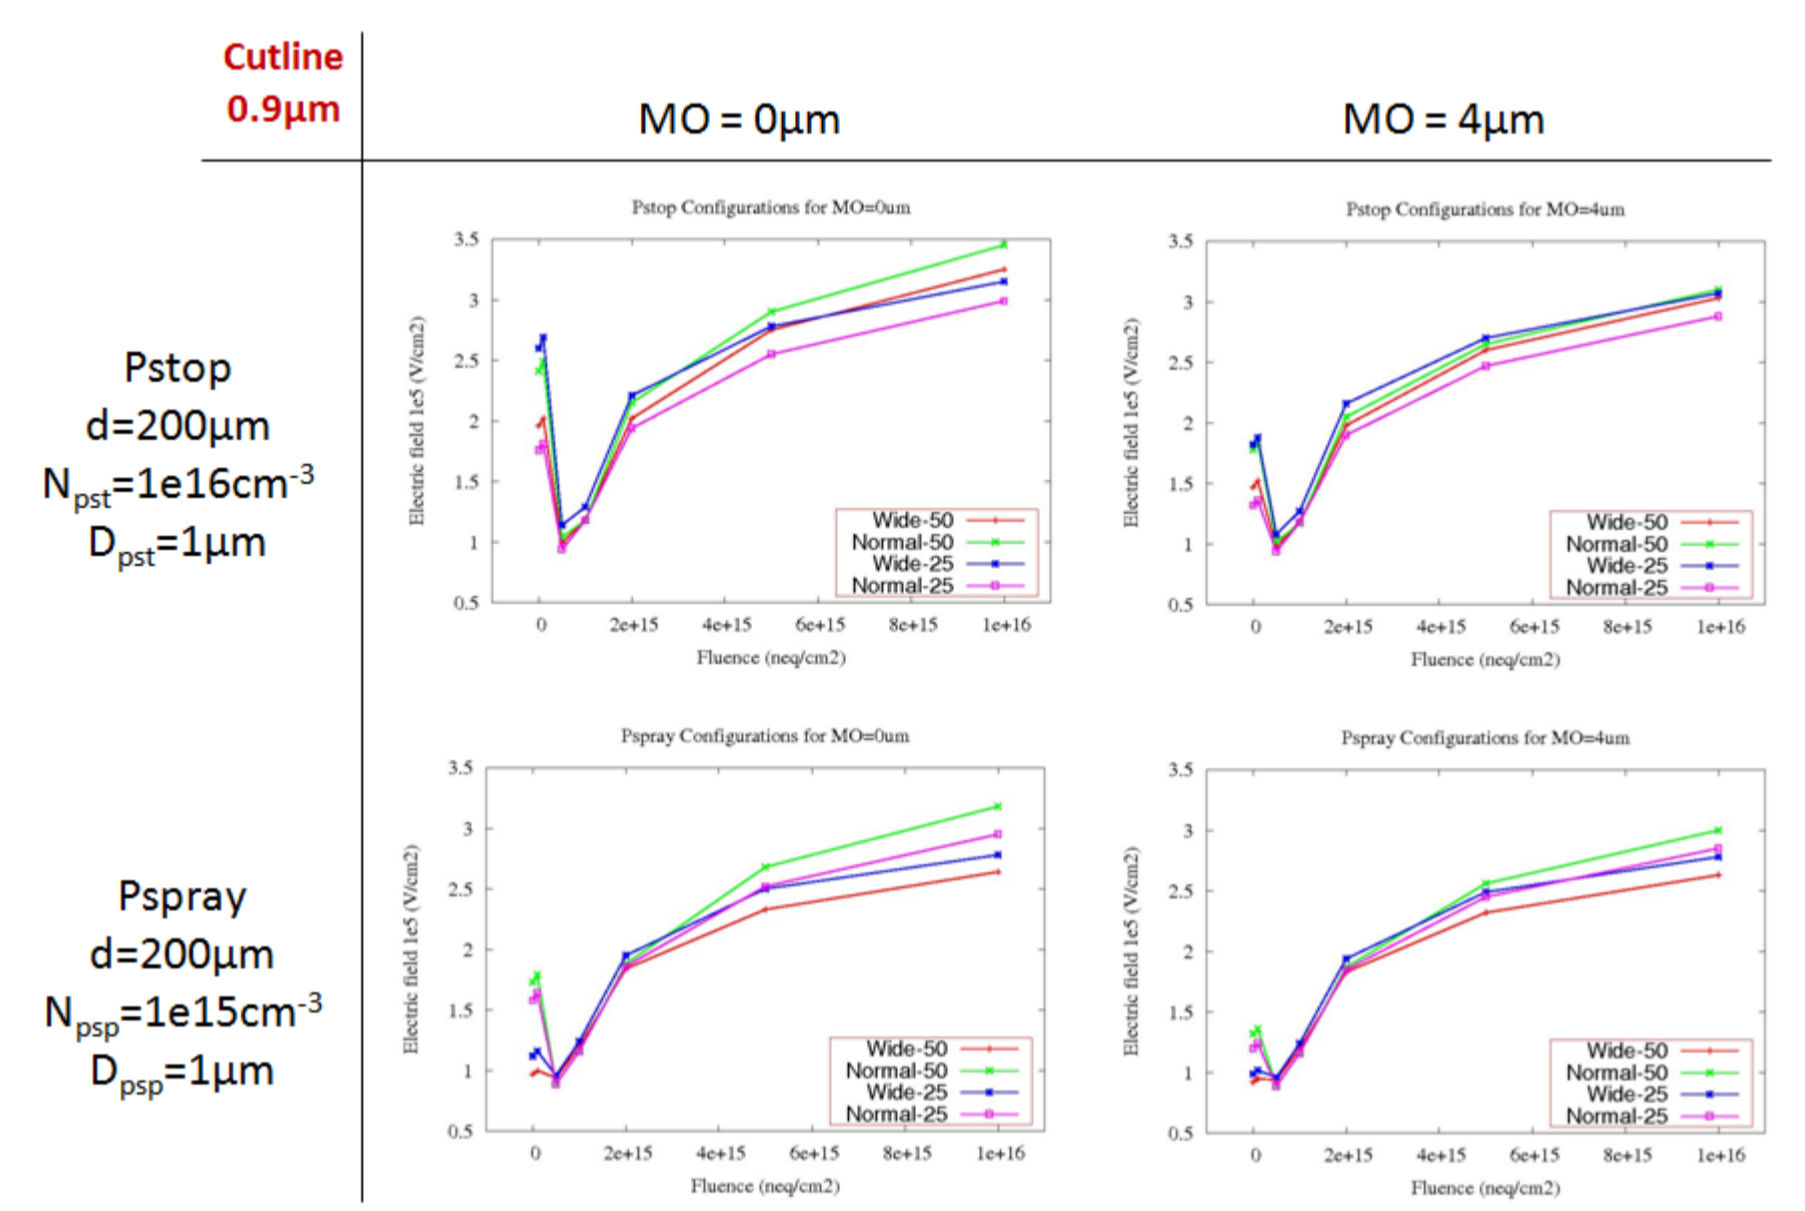 Cutline
0.9µm
MO = 0µm
MO = 4µm
Pstop
d=200µm
Npst=1e16cm-3
Dpst=1µm
Pstop Configurations for MO=0um
3.5
3
2.5
2
1.5
1
0.5
Electric field 1e5 (V/cm2)
Wide-50
Normal-50
Wide-25
Normal-25
0 2e+15 4e+15 6e+15 8e+15 1e+16
Fluence (neq/cm2)
Pstop Configurations for MO=4um
3.5
3
2.5
2
1.5
1
0.5
Electric field 1e5 (V/cm2)
Wide-50
Normal-50
Wide-25
Normal-25
0 2e+15 4e+15 6e+15 8e+15 1e+16
Fluence (neq/cm2)
Pspray
d=200µm
Npsp=1e15cm-3
Dpsp=1µm
Pspray Configurations for MO=0um
3.5
3
2.5
2
1.5
1
0.5
Electric field 1e5 (V/cm2)
Wide-50
Normal-50
Wide-25
Normal-25
0 2e+15 4e+15 6e+15 8e+15 1e+16
Fluence (neq/cm2)
Pspray Configurations for MO=4um
3.5
3
2.5
2
1.5
1
0.5
Electric field 1e5 (V/cm2)
Wide-50
Normal-50
Wide-25
Normal-25
0 2e+15 4e+15 6e+15 8e+15 1e+16
Fluence (neq/cm2)